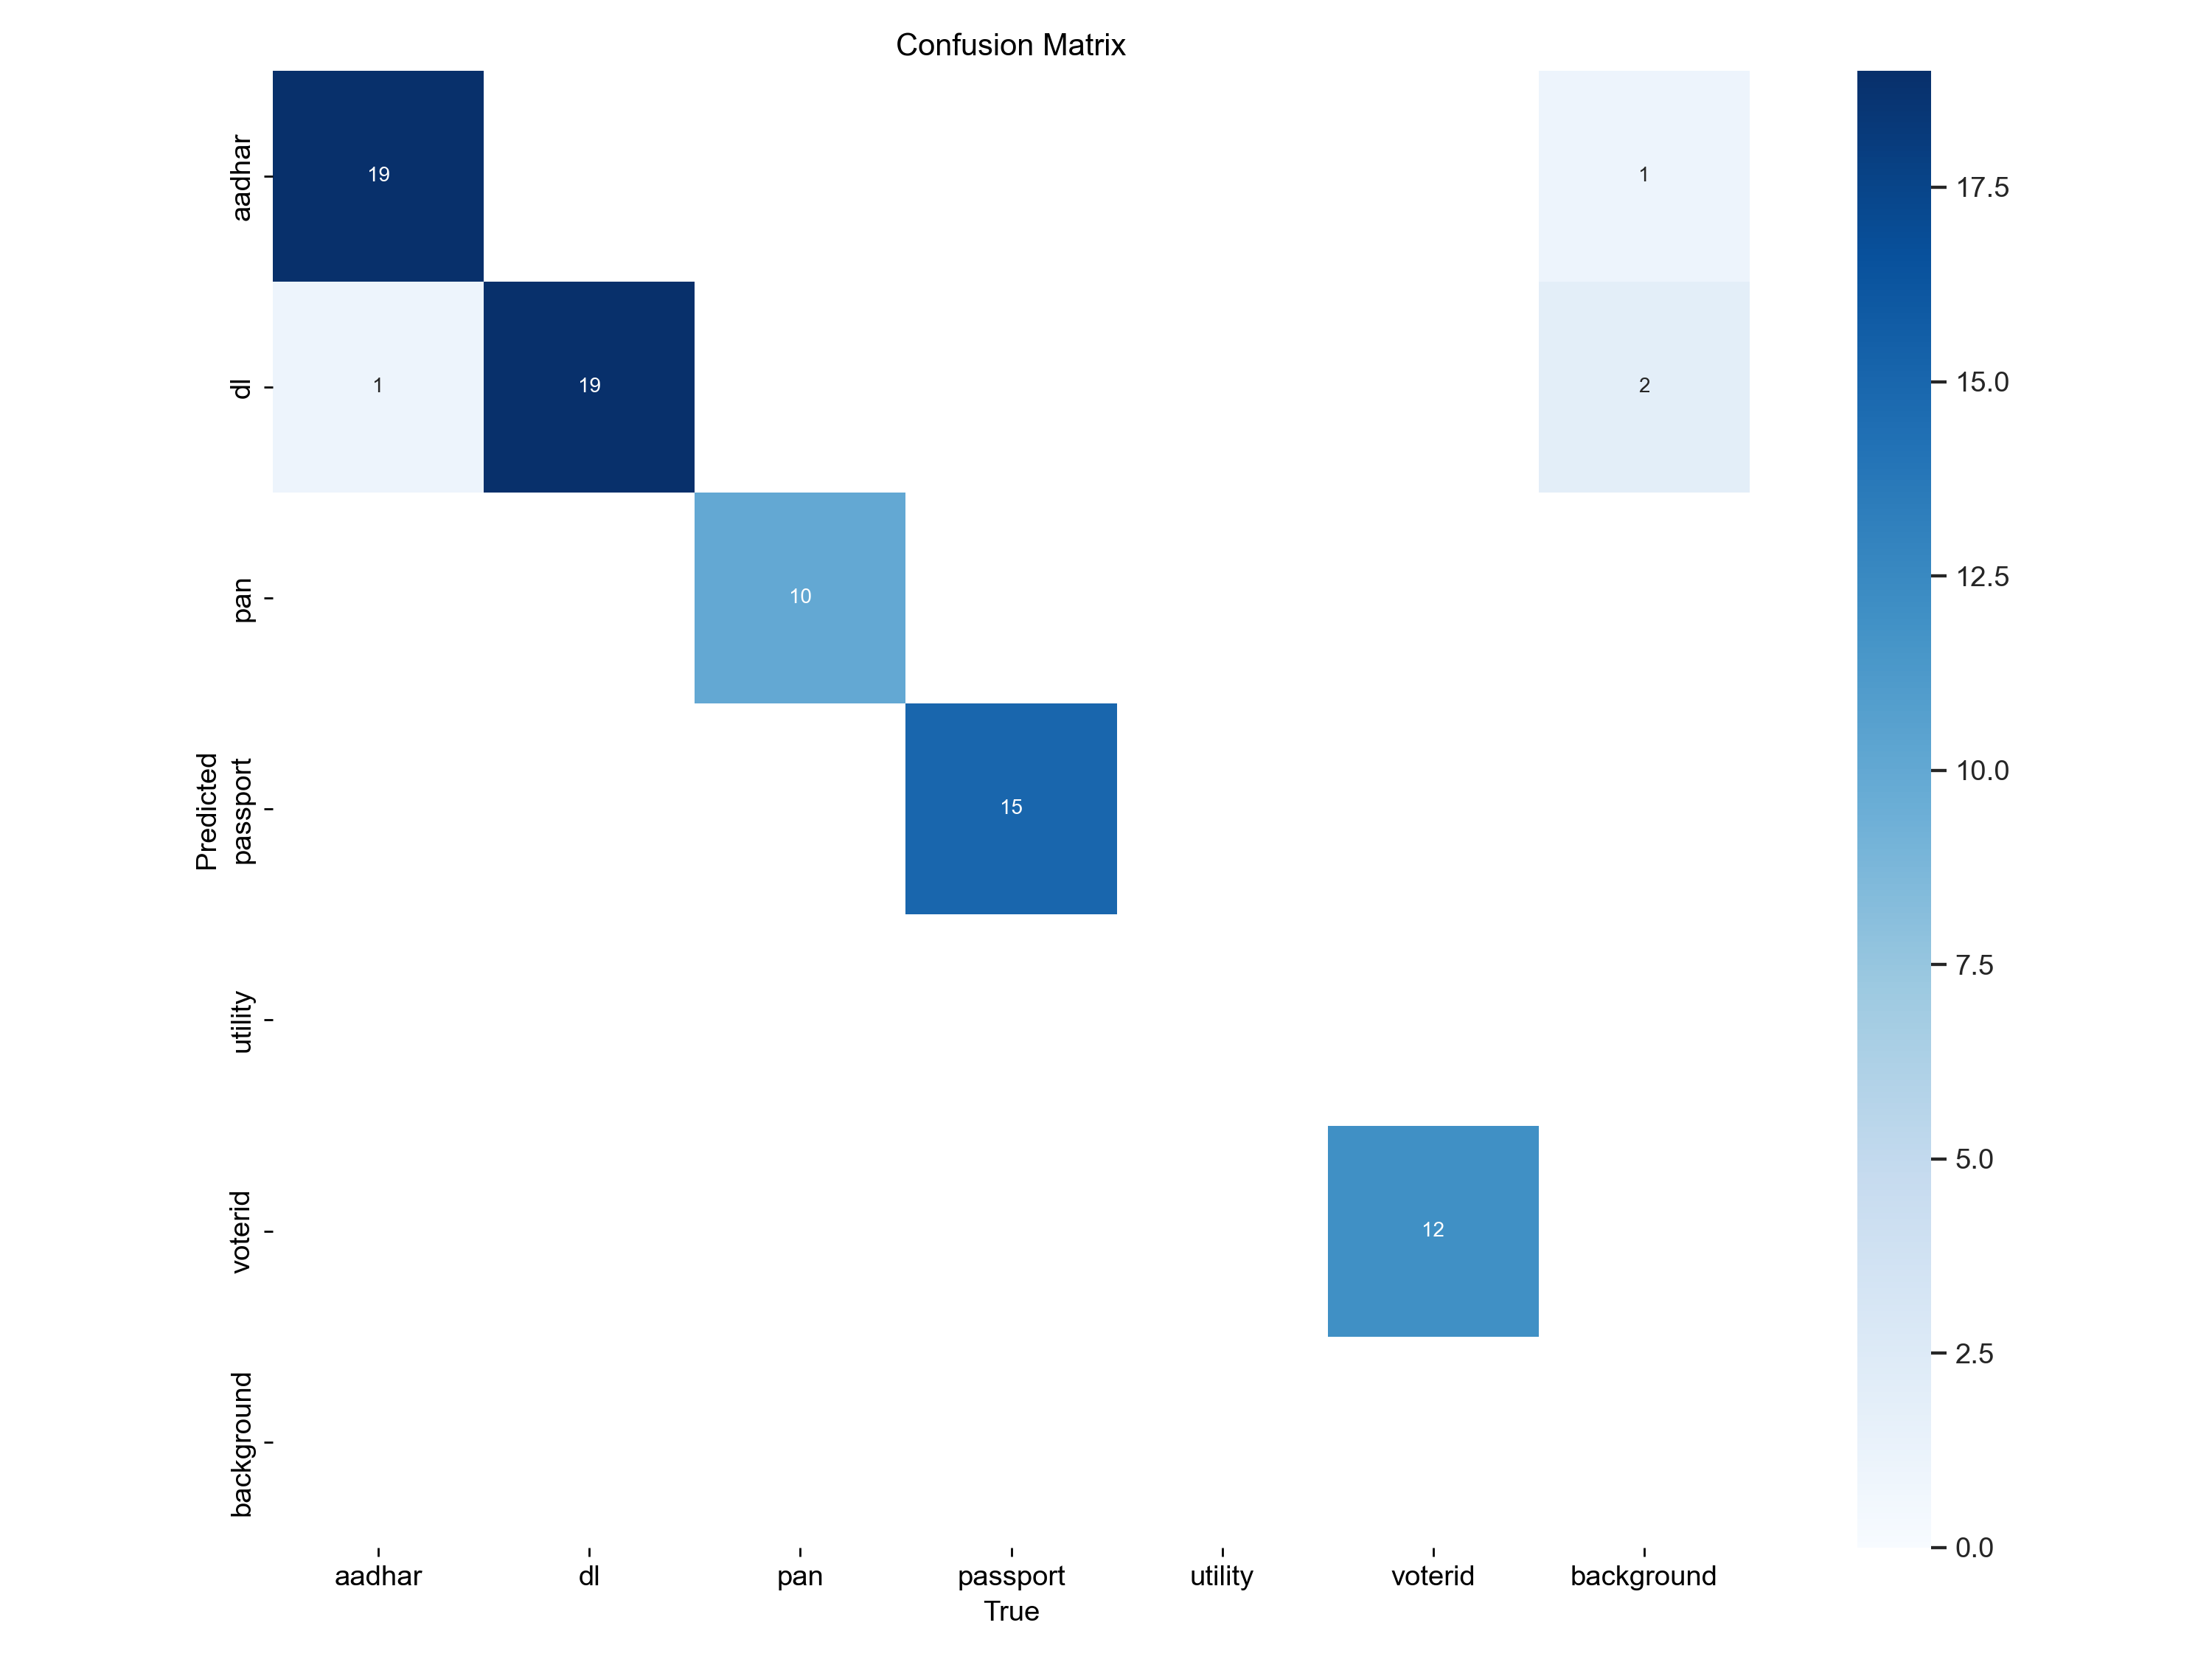 Confusion Matrix
Predicted
aadhar
dl
pan
passport
utility
voterid
background
19
1
1
19
2
10
15
12
aadhar
dl
pan
passport
utility
voterid
background
True
17.5
15.0
12.5
10.0
7.5
5.0
2.5
0.0